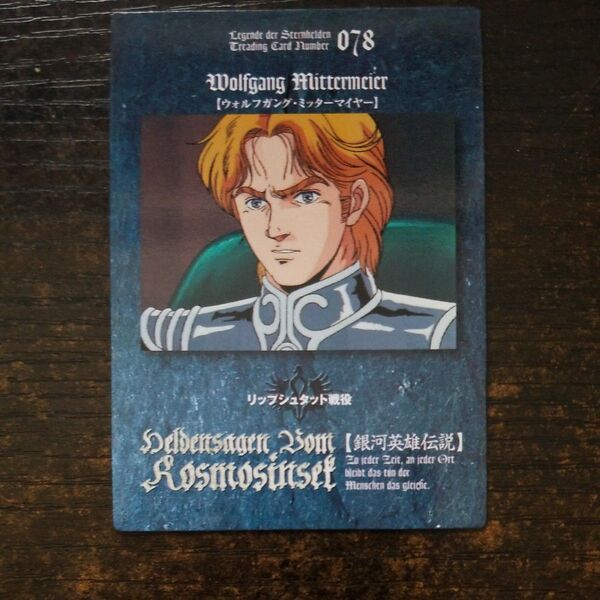 Legende der Sternhelden
Treading Card Number 078
Wolfgang Mittermeier
【ウォルフガング・ミッターマイヤー】
リップシュタット戦役
Heldensagen Vom
Kosmosinsel
【銀河英雄伝説】
Zu jeder Zeit, an jeder Ort
bleibt das tun der
Menschen das gleiche.